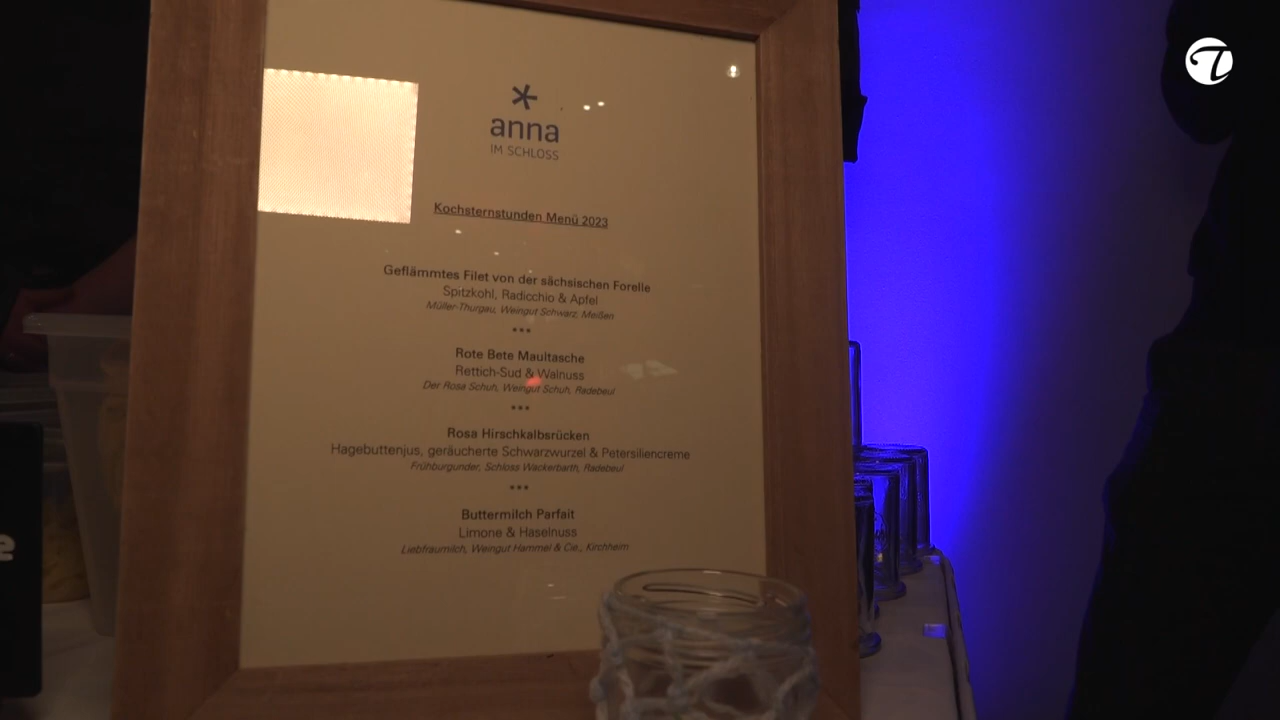 anna
IM SCHLOSS
Kochsternstunden Menü 2023
Geflämmtes Filet von der sächsischen Forelle
Spitzkohl, Radicchio & Apfel
Müller-Thurgau, Weingut Schwarz, Meißen
***
Rote Bete Maultasche
Rettich-Sud & Walnuss
Der Rosa Schuh, Weingut Schuh, Radebeul
***
Rosa Hirschkalbsrücken
Hagebuttenjus, geräucherte Schwarzwurzel & Petersiliencreme
Frühburgunder, Schloss Wackerbarth, Radebeul
***
Buttermilch Parfait
Limone & Haselnuss
Liebfraumilch, Weingut Hammel & Cie., Kirchheim